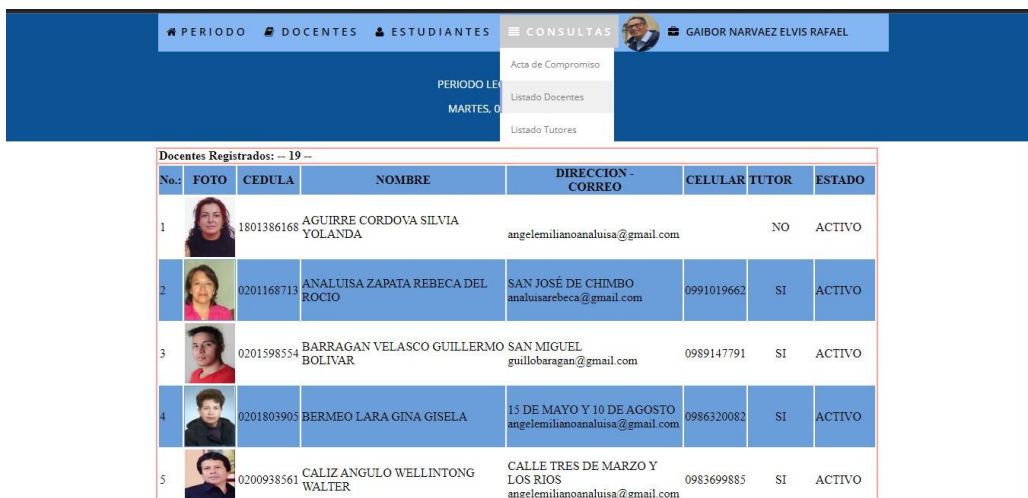 PERIODO DOCENTES ESTUDIANTES CONSULTAS GAIBOR NARVAEZ ELVIS RAFAEL
Acta de Compromiso
PERIODO LE
Listado Docentes
MARTES, 0
Listado Tutores
Docentes Registrados: -- 19 --
No.: FOTO CEDULA NOMBRE DIRECCION - CORREO CELULAR TUTOR ESTADO
1 1801386168 AGUIRRE CORDOVA SILVIA YOLANDA angelemilianoanaluisa@gmail.com NO ACTIVO
2 0201168713 ANALUISA ZAPATA REBECA DEL ROCIO SAN JOSÉ DE CHIMBO analuisarebeca@gmail.com 0991019662 SI ACTIVO
3 0201598554 BARRAGAN VELASCO GUILLERMO BOLIVAR SAN MIGUEL guillobaragan@gmail.com 0989147791 SI ACTIVO
4 0201803905 BERMEO LARA GINA GISELA 15 DE MAYO Y 10 DE AGOSTO angelemilianoanaluisa@gmail.com 0986320082 SI ACTIVO
5 0200938561 CALIZ ANGULO WELLINTONG WALTER CALLE TRES DE MARZO Y LOS RIOS angelemilianoanaluisa@gmail.com 0983699885 SI ACTIVO